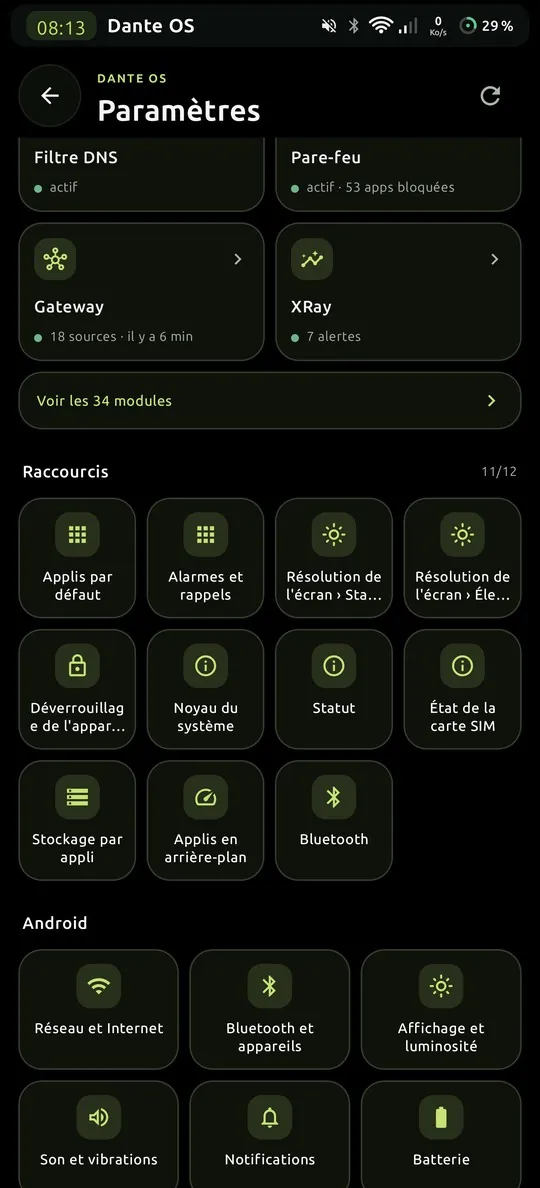 08:13 Dante OS 0 Ko/s 29 %
DANTE OS
Paramètres
Filtre DNS
actif
Pare-feu
actif · 53 apps bloquées
Gateway
18 sources · il y a 6 min
XRay
7 alertes
Voir les 34 modules
Raccourcis 11/12
Applis par
défaut
Alarmes et
rappels
Résolution de
l'écran › Sta...
Résolution de
l'écran › Éle...
Déverrouillag
e de l'appar...
Noyau du
système
Statut
État de la
carte SIM
Stockage par
appli
Applis en
arrière-plan
Bluetooth
Android
Réseau et Internet
Bluetooth et
appareils
Affichage et
luminosité
Son et vibrations
Notifications
Batterie